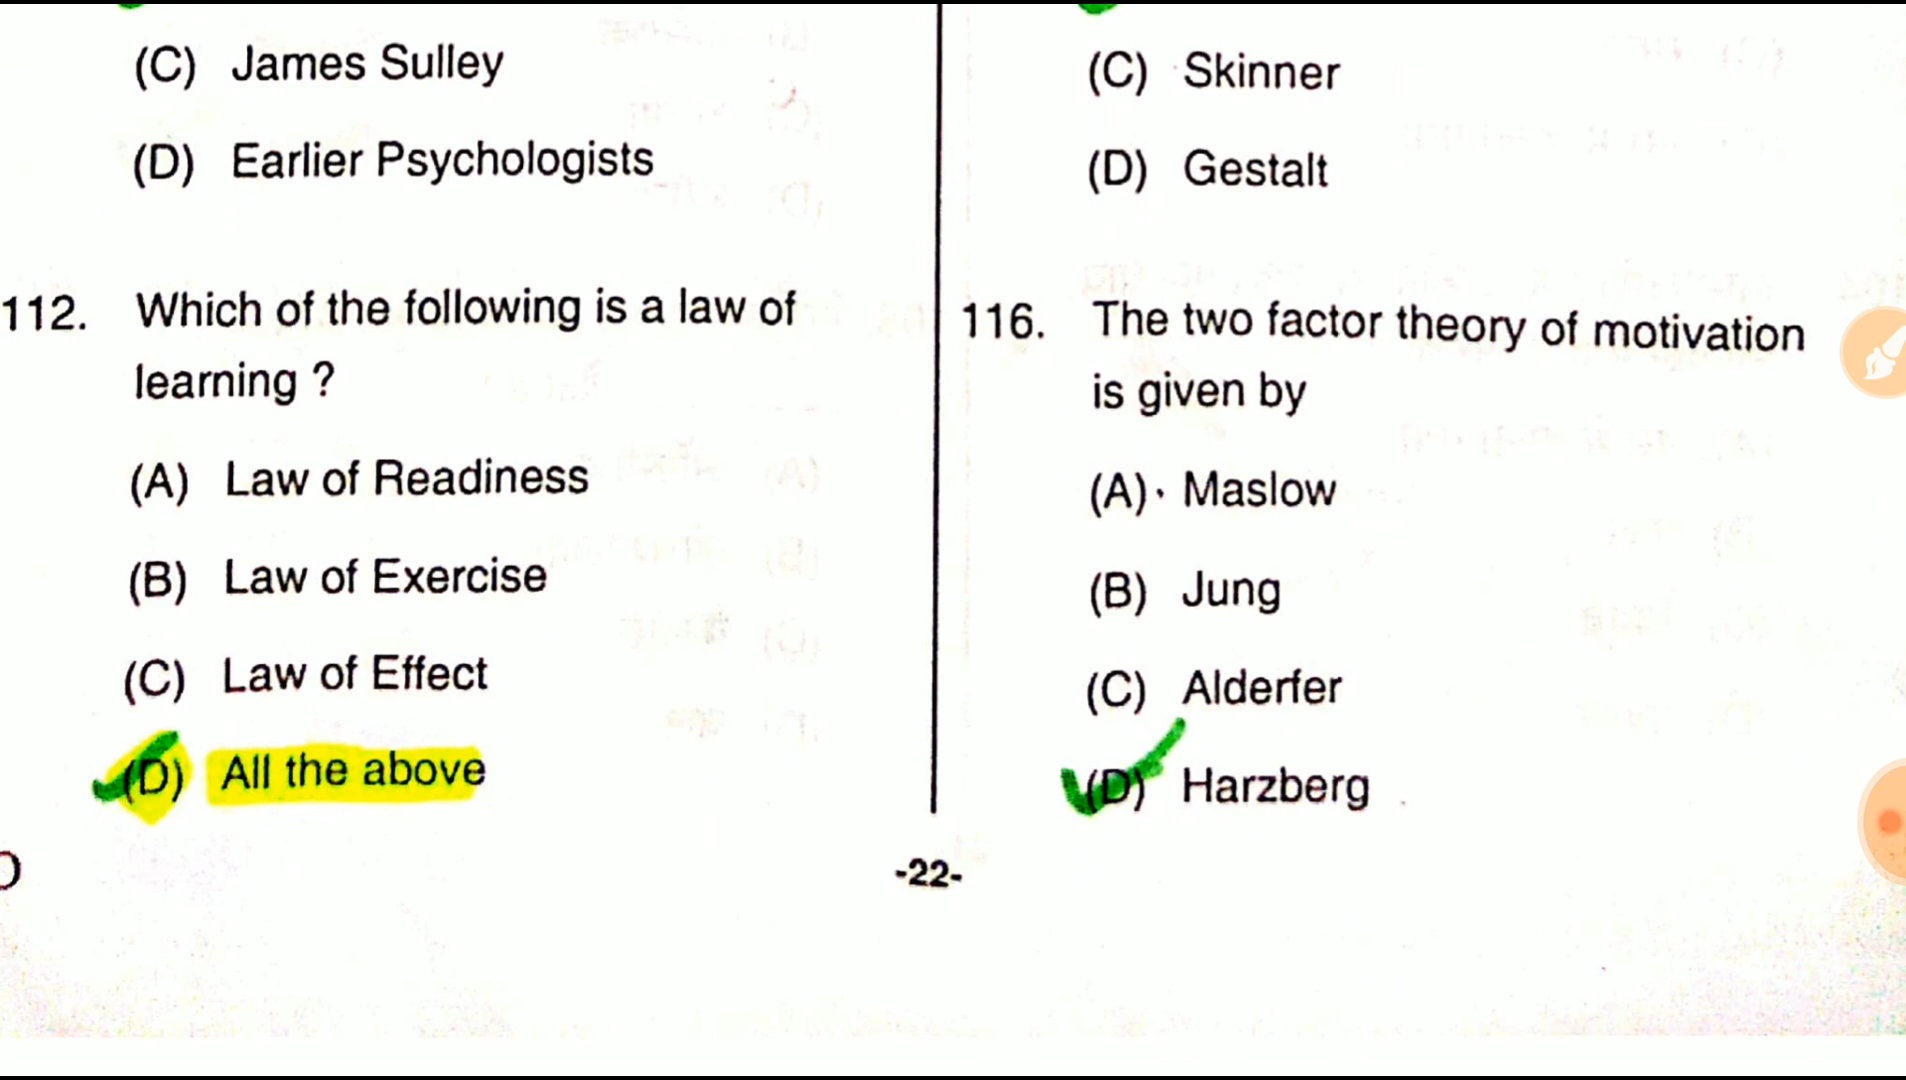 (C) James Sulley
(D) Earlier Psychologists
112. Which of the following is a law of
learning ?
(A) Law of Readiness
(B) Law of Exercise
(C) Law of Effect
(D) All the above
(C) Skinner
(D) Gestalt
116. The two factor theory of motivation
is given by
(A) Maslow
(B) Jung
(C) Alderfer
(D) Harzberg
-22-